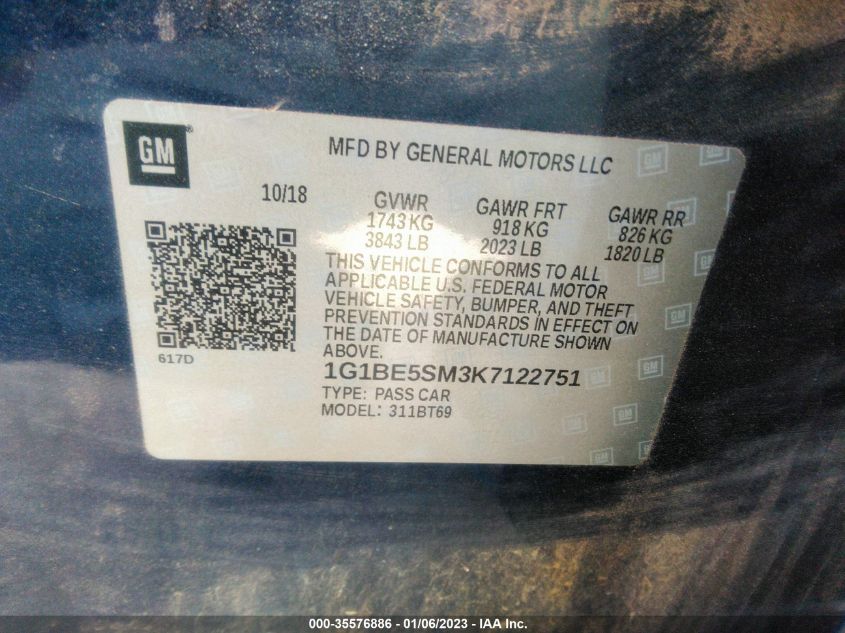 GM
MFD BY GENERAL MOTORS LLC
10/18
GVWR
1743 KG
3843 LB
GAWR FRT
918 KG
2023 LB
GAWR RR
826 KG
1820 LB
THIS VEHICLE CONFORMS TO ALL
APPLICABLE U.S. FEDERAL MOTOR
VEHICLE SAFETY, BUMPER, AND THEFT
PREVENTION STANDARDS IN EFFECT ON
THE DATE OF MANUFACTURE SHOWN
ABOVE.
617D
1G1BE5SM3K7122751
TYPE: PASS CAR
MODEL: 311BT69
000-35576886 - 01/06/2023 - IAA Inc.